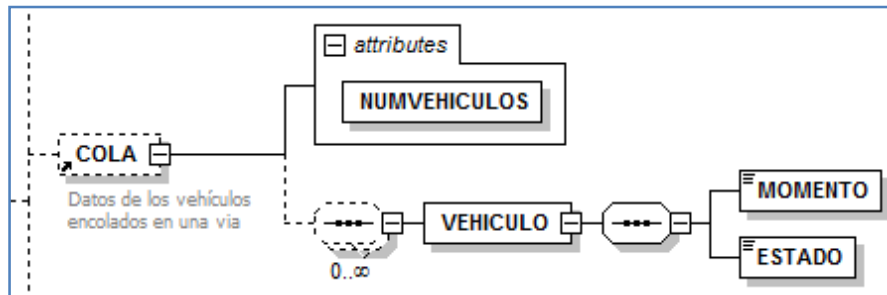 attributes
NUMVEHICULOS
COLA
Datos de los vehículos
encolados en una via
VEHICULO
0..∞
MOMENTO
ESTADO